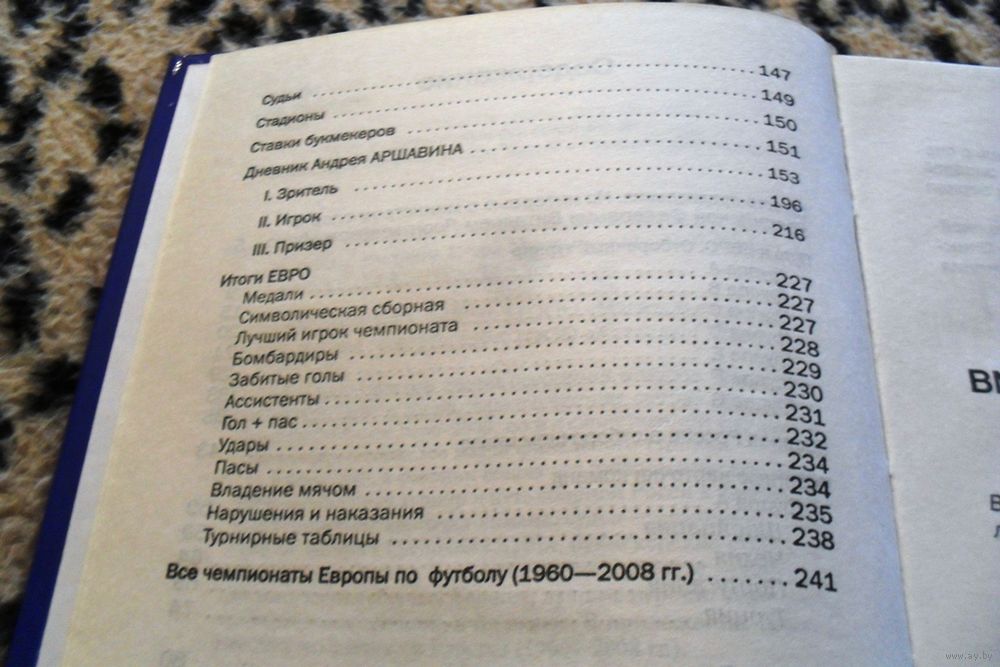 Судьи ........ 147
Стадионы ........ 149
Ставки букмекеров ........ 150
Дневник Андрея АРШАВИНА ........ 151
I. Зритель ........ 153
II. Игрок ........ 196
III. Призер ........ 216
Итоги ЕВРО
Медали ........ 227
Символическая сборная ........ 227
Лучший игрок чемпионата ........ 227
Бомбардиры ........ 228
Забитые голы ........ 229
Ассистенты ........ 230
Гол + пас ........ 231
Удары ........ 232
Пасы ........ 234
Владение мячом ........ 234
Нарушения и наказания ........ 235
Турнирные таблицы ........ 238
Все чемпионаты Европы по футболу (1960—2008 гг.) ....... 241
www.ay.by